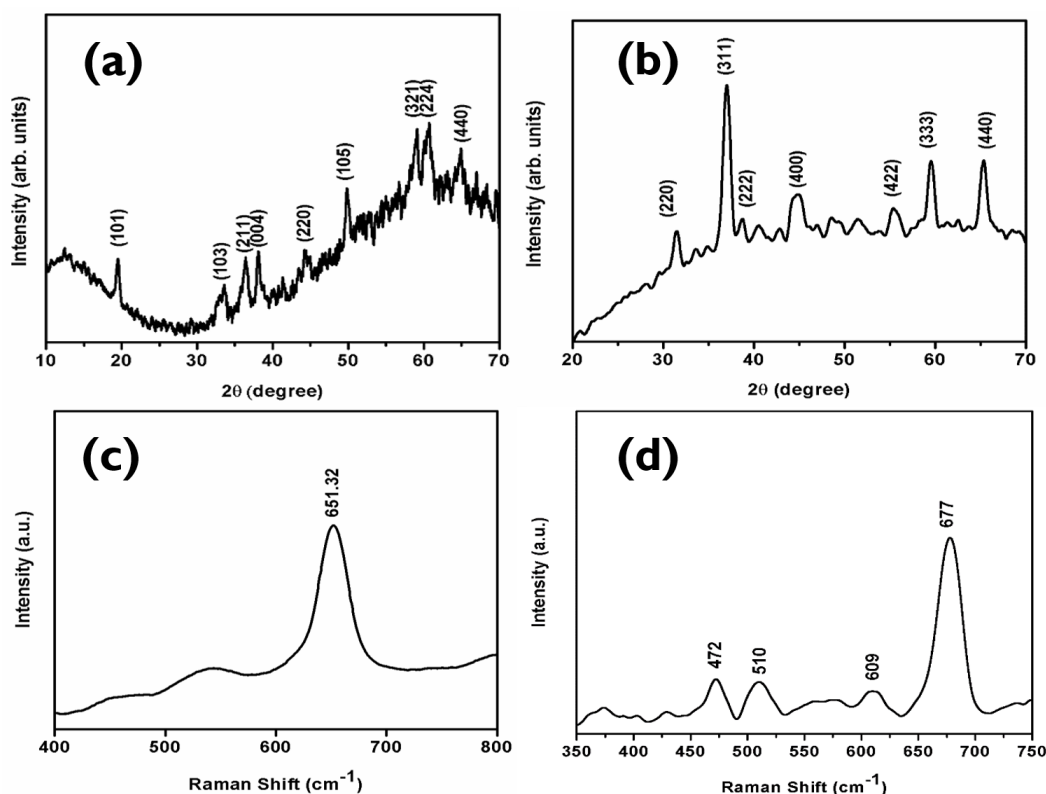 (a)
Intensity (arb. units)
(101)
(103)
(211)
(004)
(220)
(105)
(321)
(224)
(440)
10 20 30 40 50 60 70
2θ (degree)
(b)
Intensity (arb. units)
(220)
(311)
(222)
(400)
(422)
(333)
(440)
20 30 40 50 60 70
2θ (degree)
(c)
Intensity (a.u.)
651.32
400 500 600 700 800
Raman Shift (cm⁻¹)
(d)
Intensity (a.u.)
472
510
609
677
350 400 450 500 550 600 650 700 750
Raman Shift (cm⁻¹)